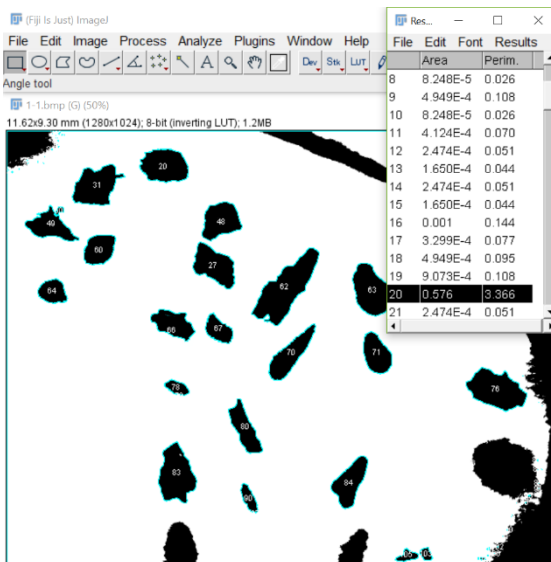 (Fiji Is Just) ImageJ
File Edit Image Process Analyze Plugins Window Help
Dev Stk LUT
Angle tool
1-1.bmp (G) (50%)
11.62x9.30 mm (1280x1024); 8-bit (inverting LUT); 1.2MB
Res...
File Edit Font Results
Area Perim.
8 8.248E-5 0.026
9 4.949E-4 0.108
10 8.248E-5 0.026
11 4.124E-4 0.070
12 2.474E-4 0.051
13 1.650E-4 0.044
14 2.474E-4 0.051
15 1.650E-4 0.044
16 0.001 0.144
17 3.299E-4 0.077
18 4.949E-4 0.095
19 9.073E-4 0.108
20 0.576 3.366
21 2.474E-4 0.051
20
31
49
48
60
27
64
62
63
66
67
70
71
78
76
80
83
84
90